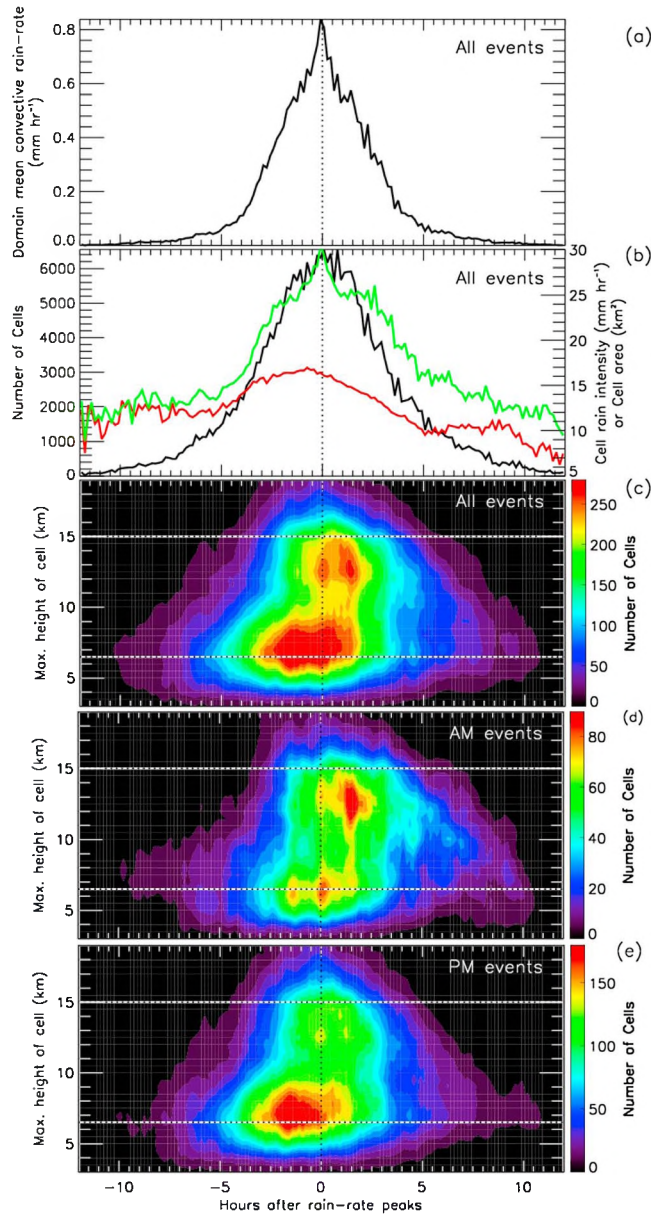 (a)
All events
Domain mean convective rain-rate
(mm hr⁻¹)
0.8
0.6
0.4
0.2
0.0
(b)
All events
Number of Cells
6000
5000
4000
3000
2000
1000
0
30
25
20
15
10
5
Cell rain intensity (mm hr⁻¹)
or Cell area (km²)
(c)
All events
Max. height of cell (km)
15
10
5
250
200
150
100
50
0
Number of Cells
(d)
AM events
Max. height of cell (km)
15
10
5
80
60
40
20
0
Number of Cells
(e)
PM events
Max. height of cell (km)
15
10
5
150
100
50
0
Number of Cells
-10
-5
0
5
10
Hours after rain-rate peaks